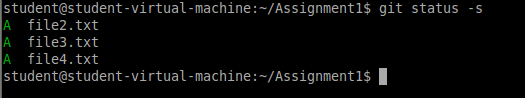 student@student-virtual-machine:~/Assignment1$ git status -s
A  file2.txt
A  file3.txt
A  file4.txt
student@student-virtual-machine:~/Assignment1$